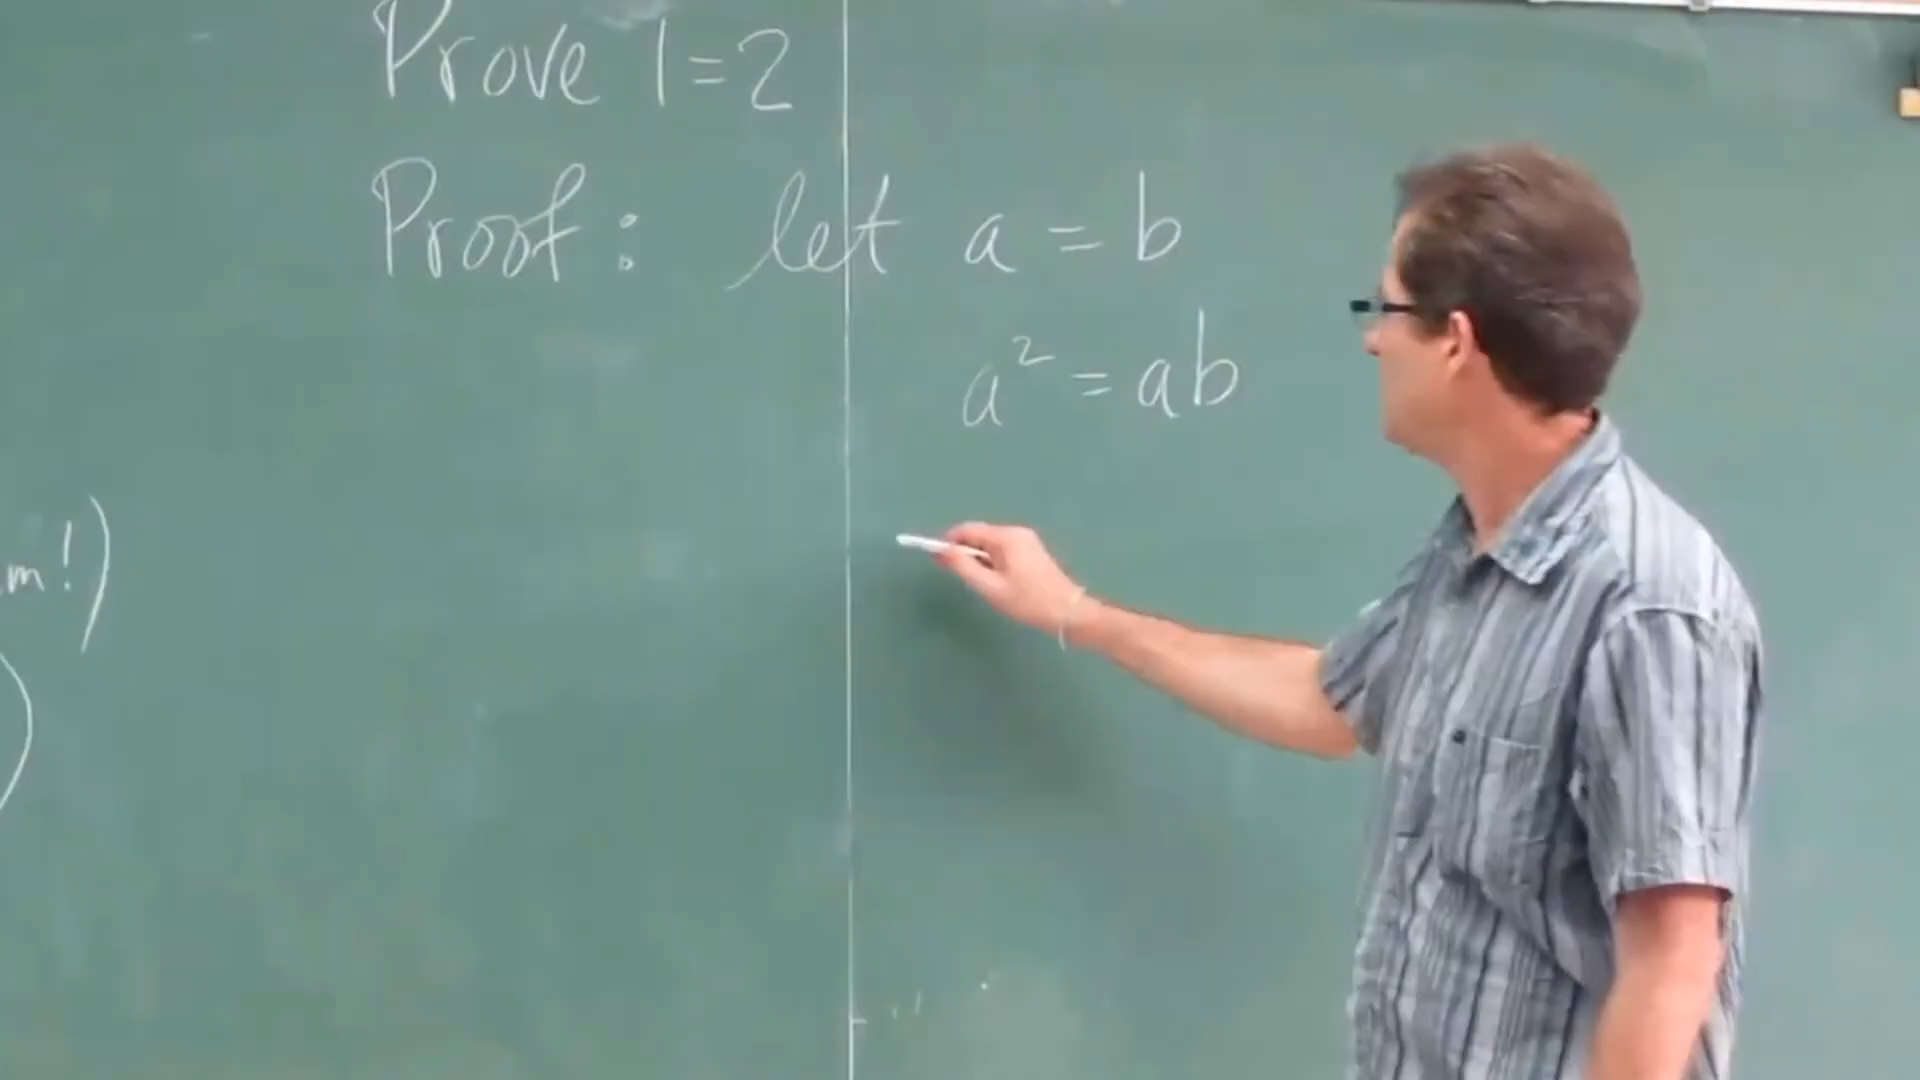 Prove 1=2
Proof: let a = b
a² = ab
m!)